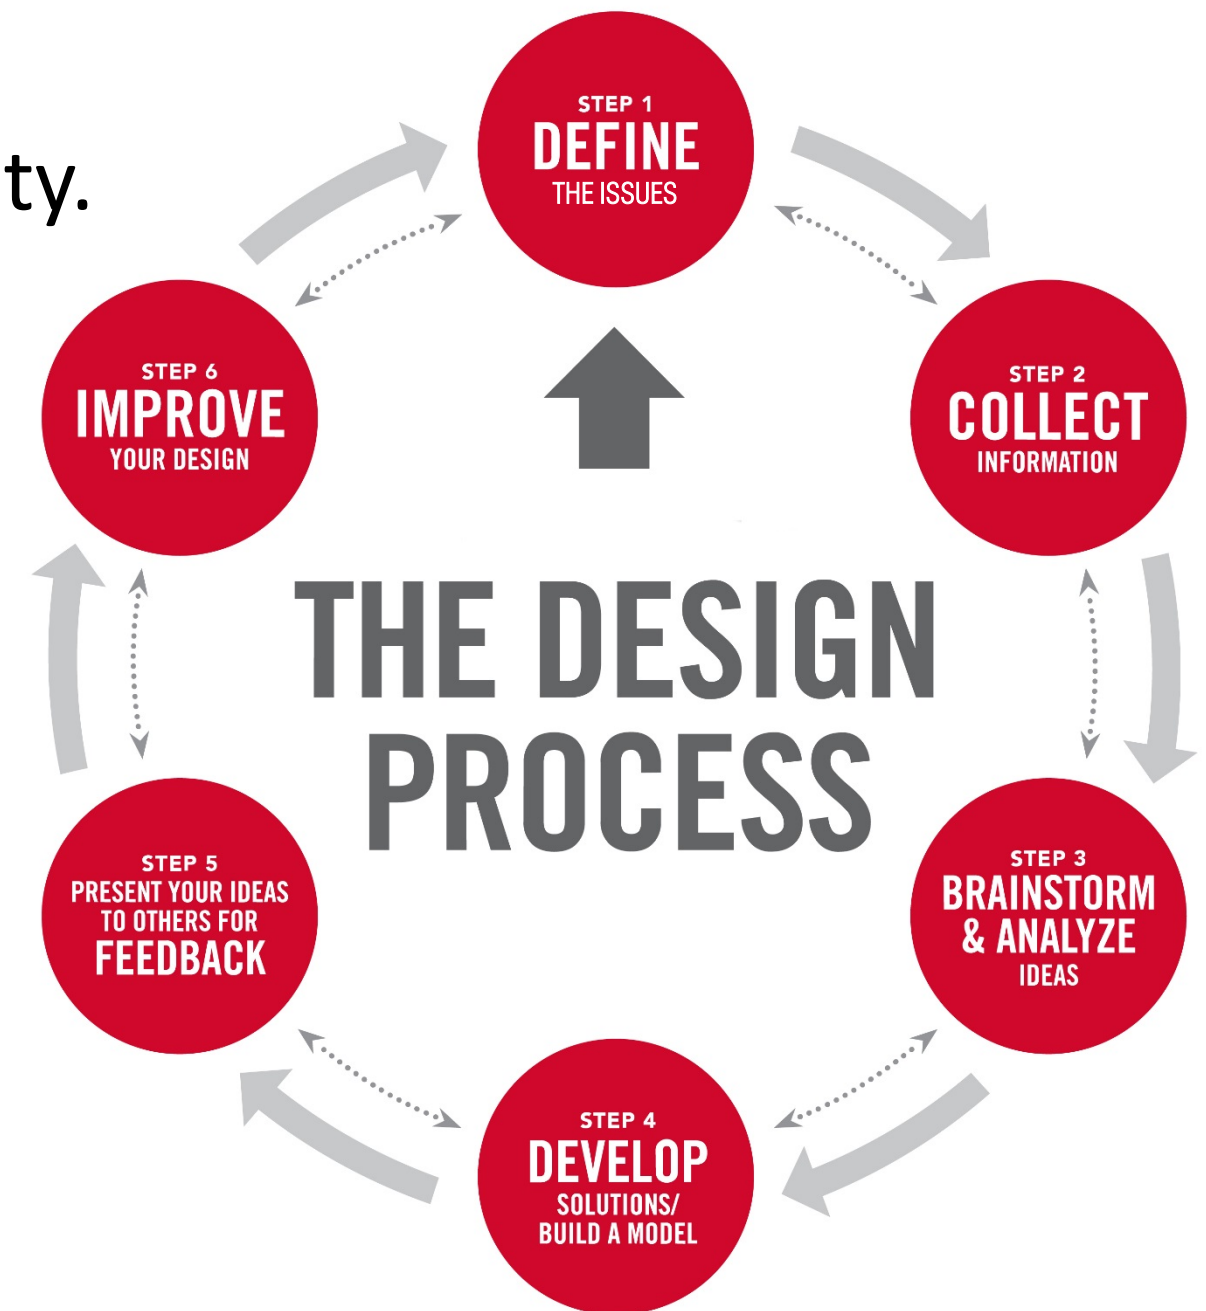 ty.
STEP 1
DEFINE
THE ISSUES
STEP 2
COLLECT
INFORMATION
STEP 3
BRAINSTORM
& ANALYZE
IDEAS
STEP 4
DEVELOP
SOLUTIONS/
BUILD A MODEL
STEP 5
PRESENT YOUR IDEAS
TO OTHERS FOR
FEEDBACK
STEP 6
IMPROVE
YOUR DESIGN
THE DESIGN
PROCESS